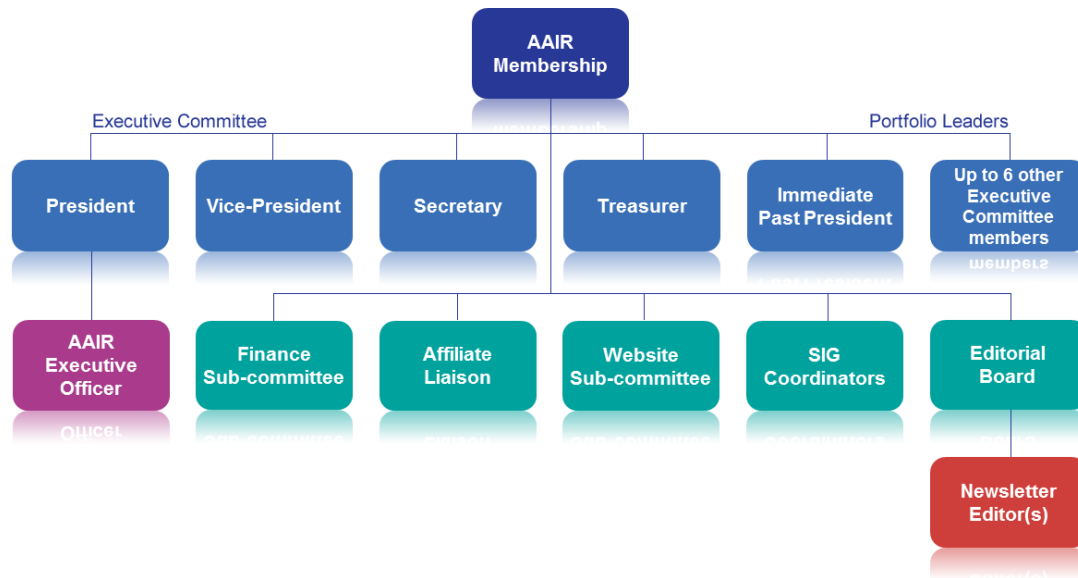 AAIR
Membership
Executive Committee
Portfolio Leaders
President
Vice-President
Secretary
Treasurer
Immediate
Past President
Up to 6 other
Executive
Committee
members
AAIR
Executive
Officer
Finance
Sub-committee
Affiliate
Liaison
Website
Sub-committee
SIG
Coordinators
Editorial
Board
Newsletter
Editor(s)